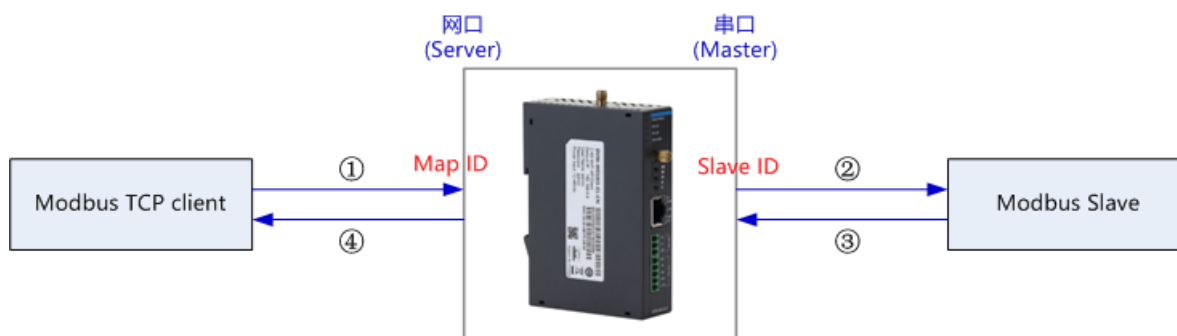 网口
(Server)
串口
(Master)
Modbus TCP client
①
④
Map ID
Slave ID
②
③
Modbus Slave